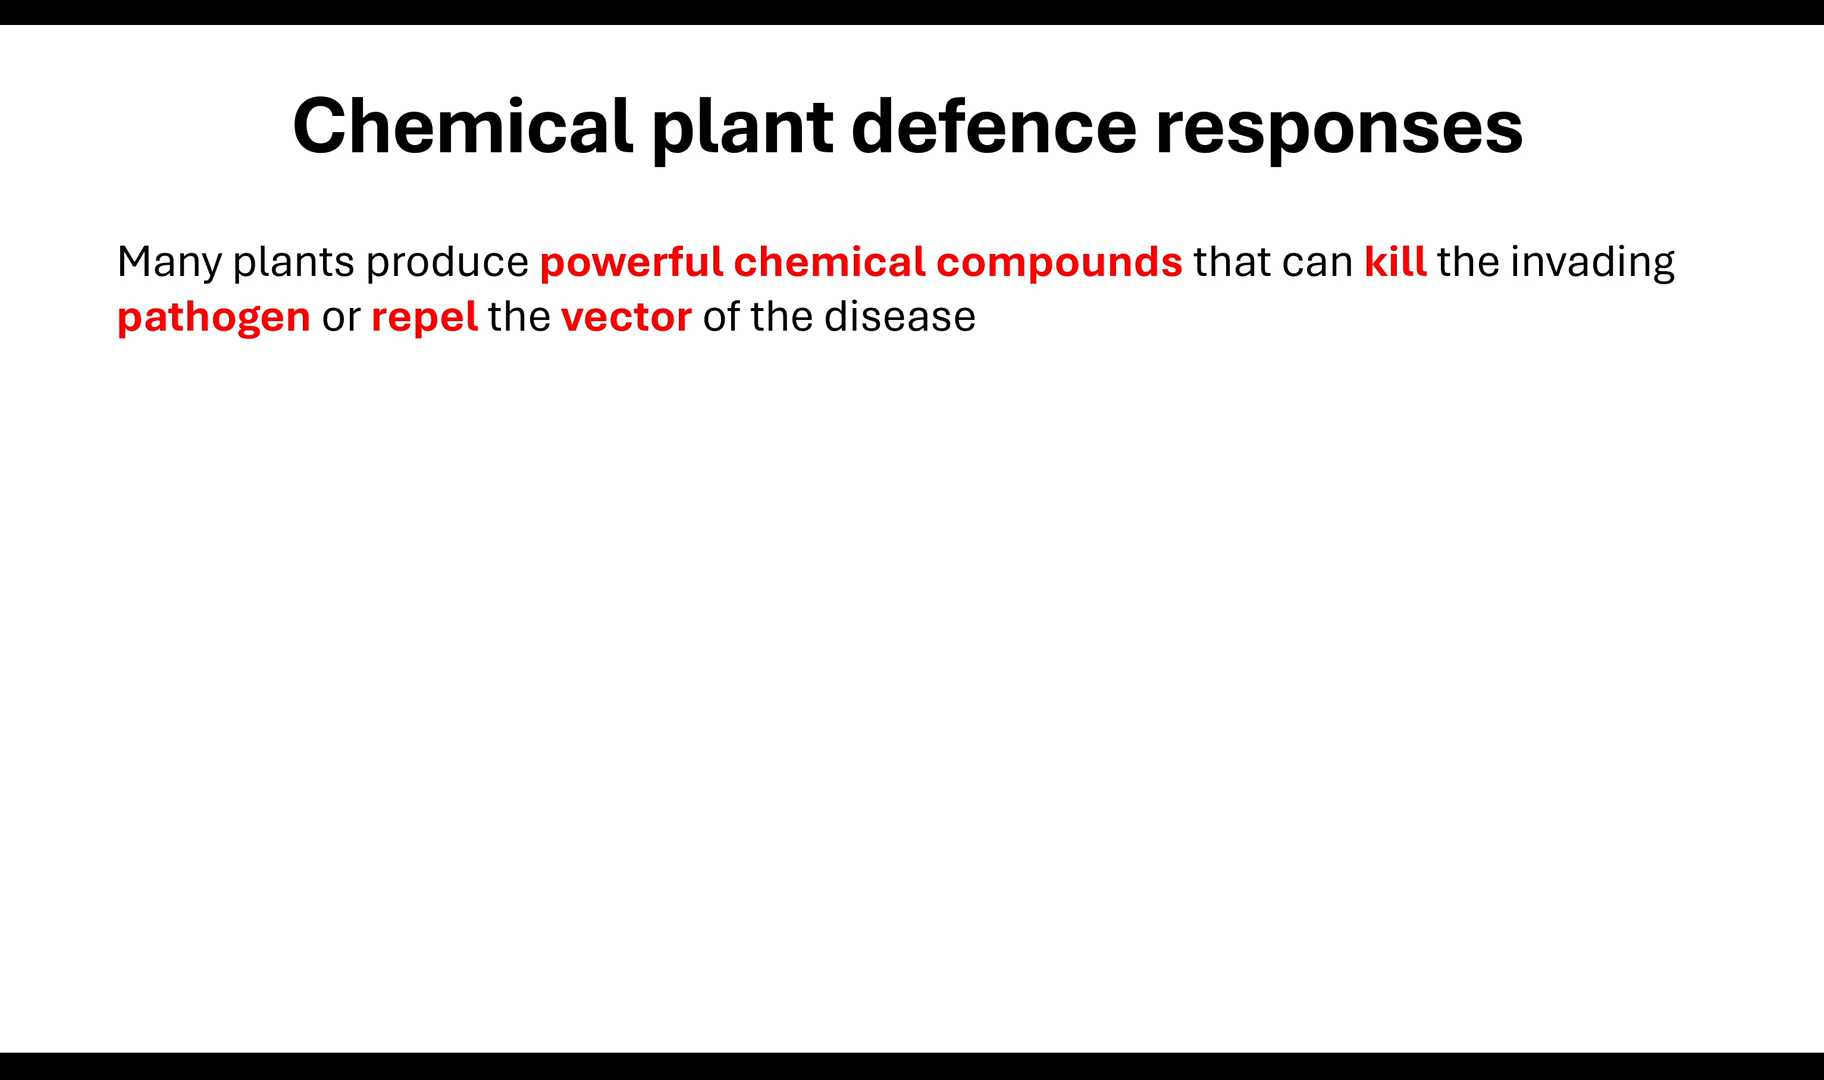 Chemical plant defence responses
Many plants produce powerful chemical compounds that can kill the invading
pathogen or repel the vector of the disease